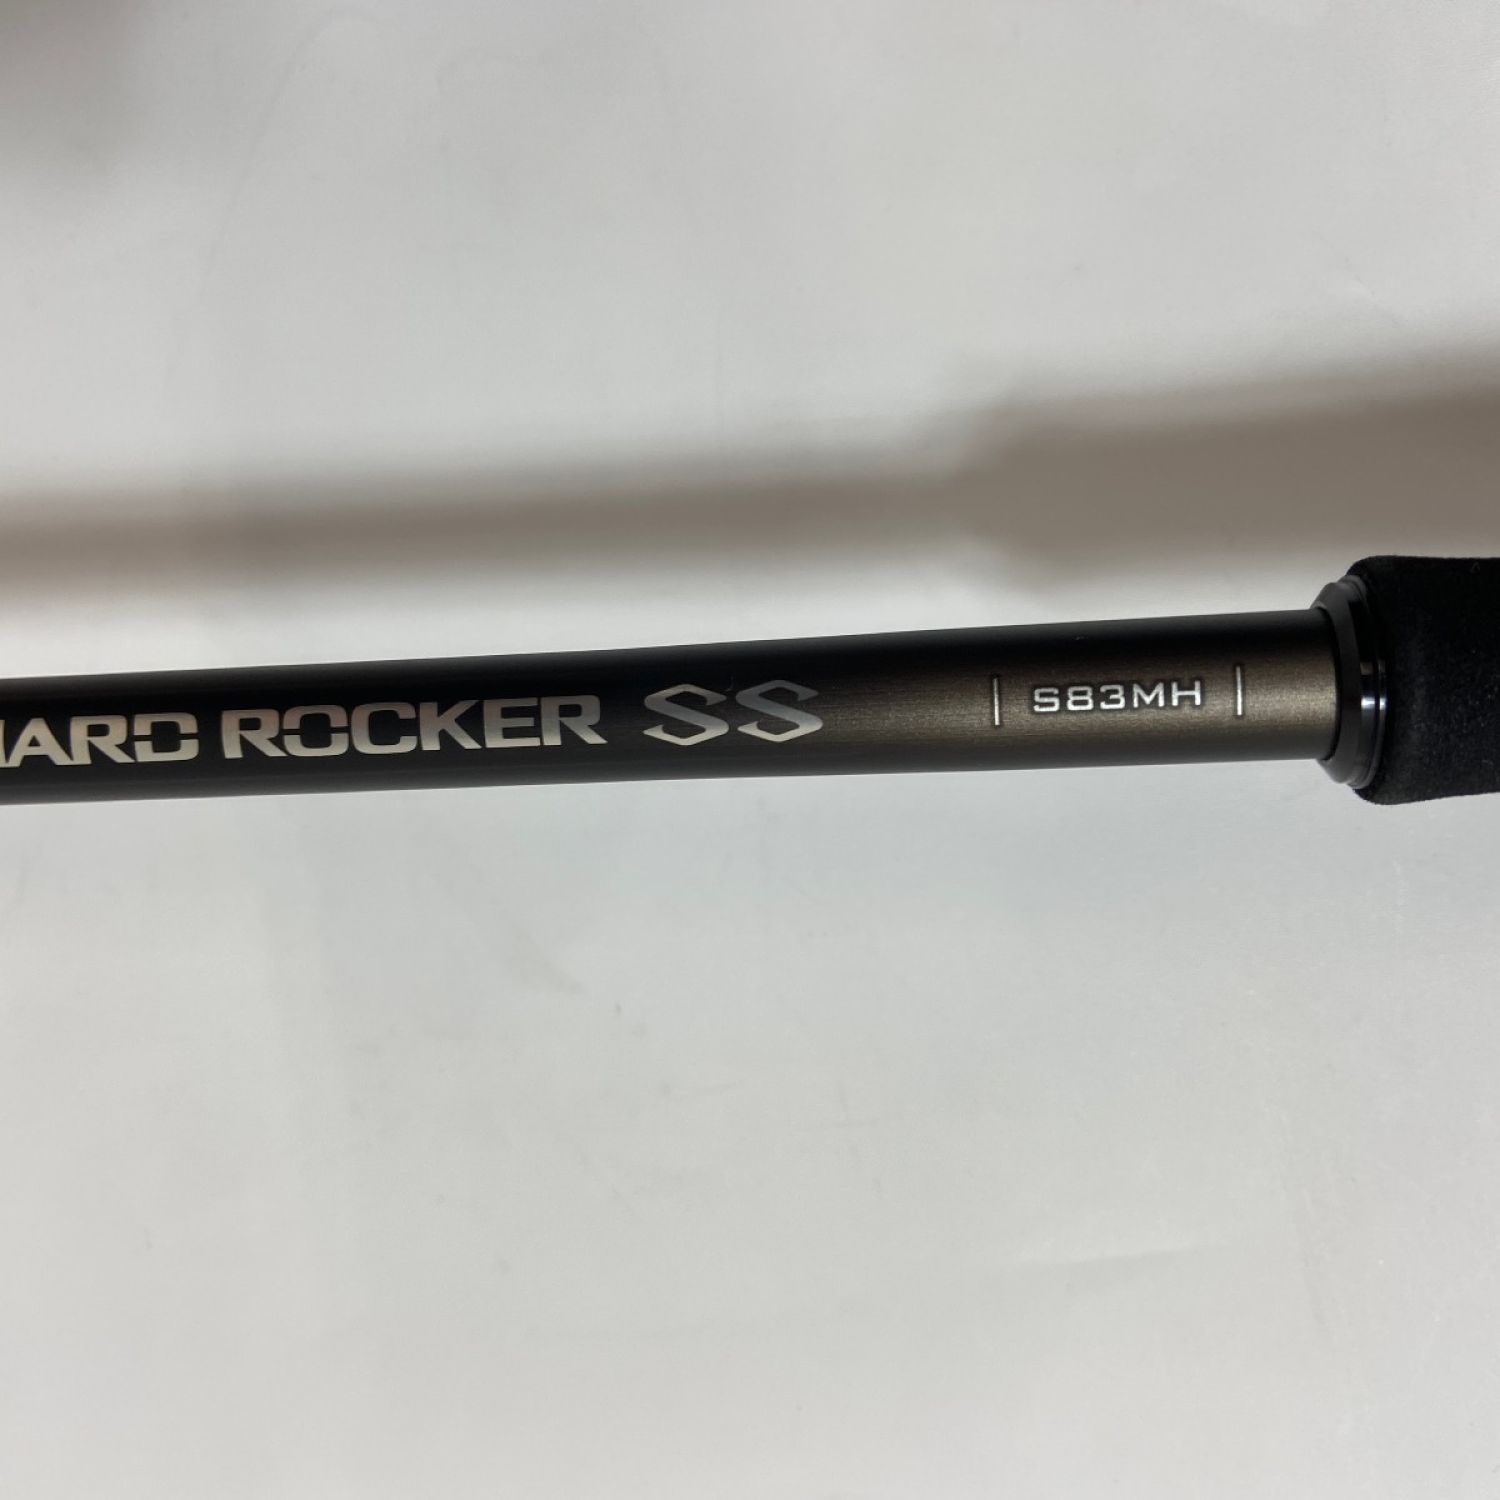 HARD ROCKER SS | S83MH |